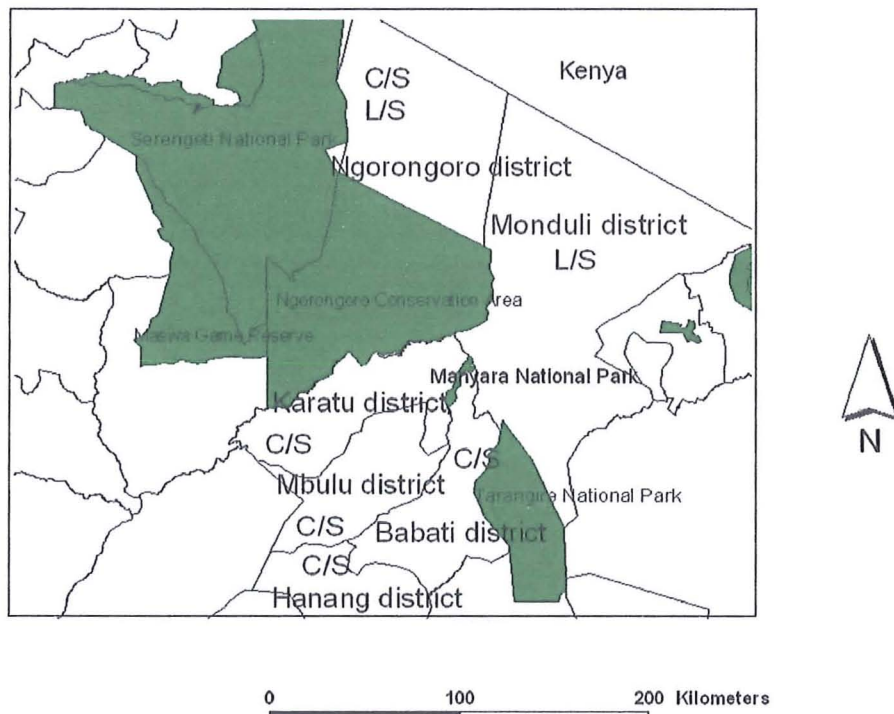 Kenya
C/S
L/S
Serengeti National Park
Ngorongoro district
Monduli district
L/S
Ngorongoro Conservation Area
Maswa Game Reserve
Manyara National Park
Karatu district
C/S
C/S
Mbulu district
Tarangire National Park
C/S
Babati district
C/S
Hanang district
N
0 100 200 Kilometers